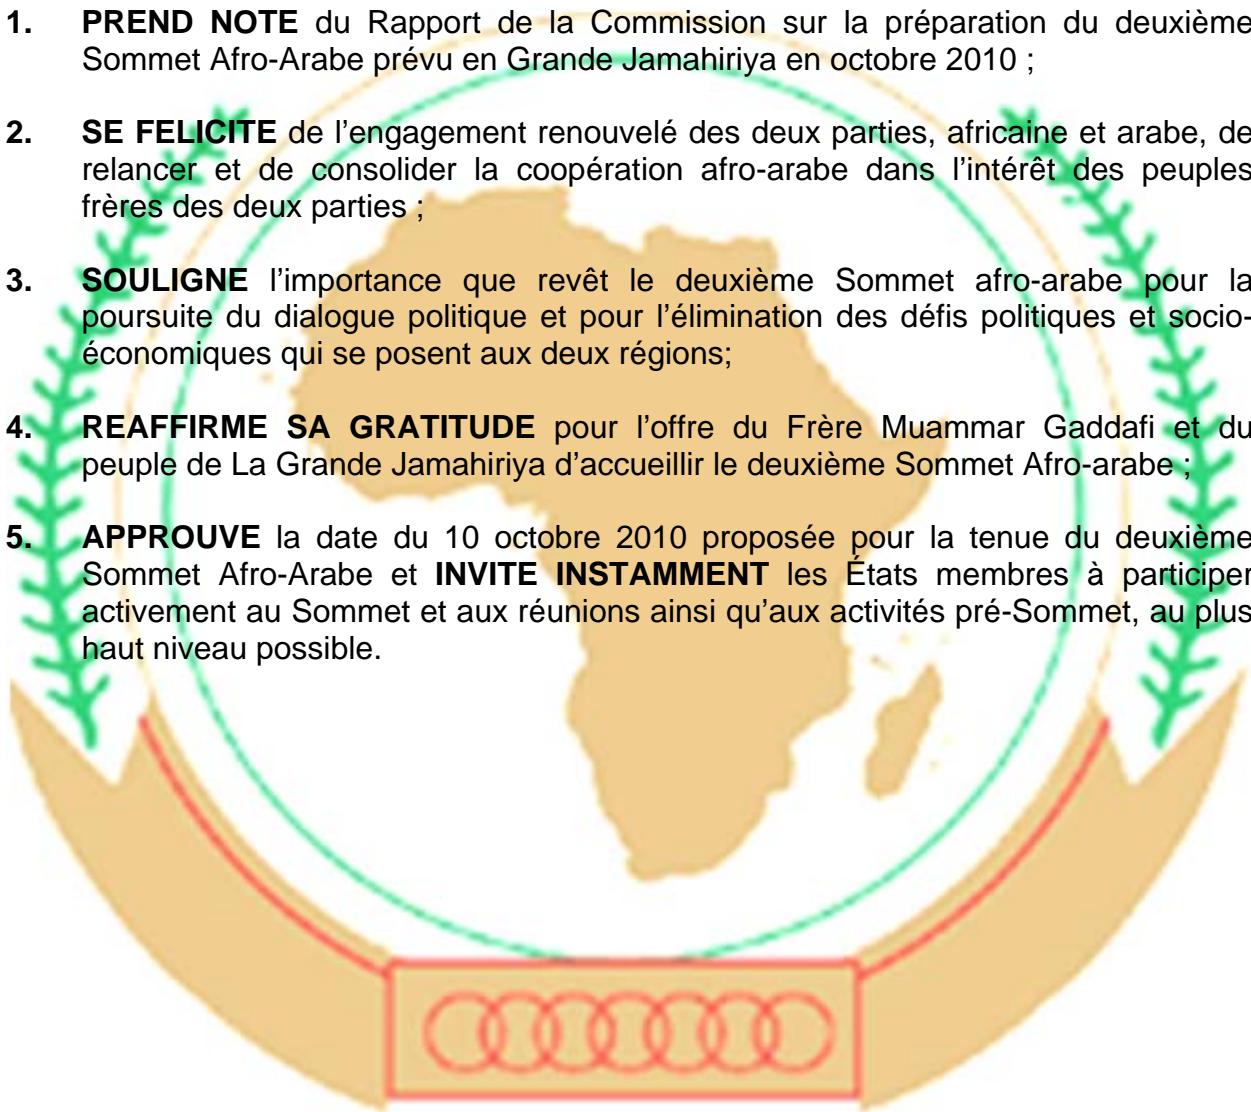 1. PREND NOTE du Rapport de la Commission sur la préparation du deuxième
Sommet Afro-Arabe prévu en Grande Jamahiriya en octobre 2010 ;
2. SE FELICITE de l’engagement renouvelé des deux parties, africaine et arabe, de
relancer et de consolider la coopération afro-arabe dans l’intérêt des peuples
frères des deux parties ;
3. SOULIGNE l’importance que revêt le deuxième Sommet afro-arabe pour la
poursuite du dialogue politique et pour l’élimination des défis politiques et socio-
économiques qui se posent aux deux régions;
4. REAFFIRME SA GRATITUDE pour l’offre du Frère Muammar Gaddafi et du
peuple de La Grande Jamahiriya d’accueillir le deuxième Sommet Afro-arabe ;
5. APPROUVE la date du 10 octobre 2010 proposée pour la tenue du deuxième
Sommet Afro-Arabe et INVITE INSTAMMENT les États membres à participer
activement au Sommet et aux réunions ainsi qu’aux activités pré-Sommet, au plus
haut niveau possible.